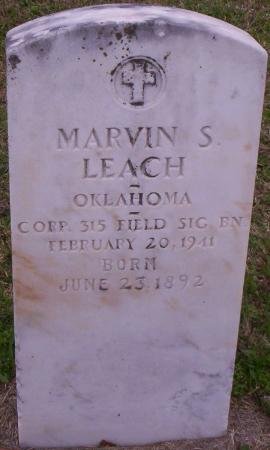 MARVIN S.
LEACH
OKLAHOMA
CORP. 315 FIELD SIG. BN.
FEBRUARY 20, 1941
BORN
JUNE 23, 1892